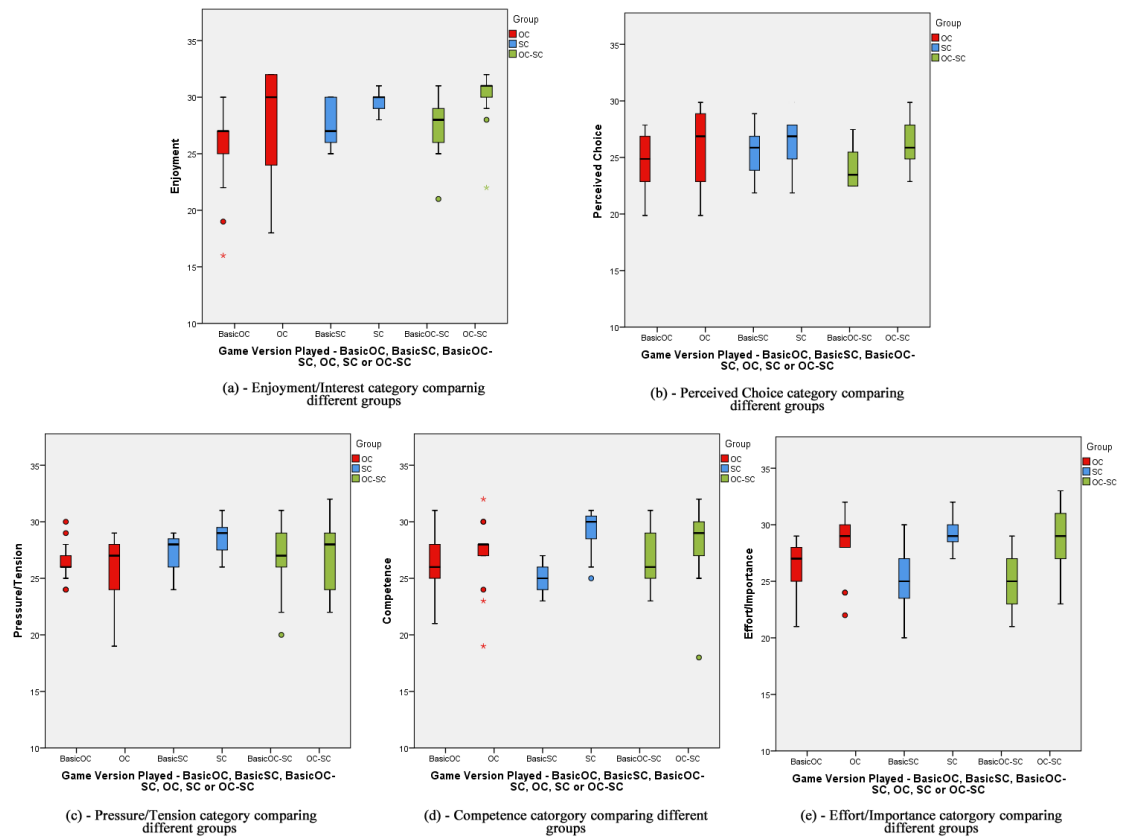 Group
OC
SC
OC-SC
35
30
25
20
15
10
Enjoyment
BasicOC OC BasicSC SC BasicOC-SC OC-SC
Game Version Played - BasicOC, BasicSC, BasicOC-
SC, OC, SC or OC-SC
(a) - Enjoyment/Interest category comparnig
different groups
Group
OC
SC
OC-SC
35
30
25
20
15
10
Perceived Choice
BasicOC OC BasicSC SC BasicOC-SC OC-SC
Game Version Played - BasicOC, BasicSC, BasicOC-
SC, OC, SC or OC-SC
(b) - Perceived Choice category comparing
different groups
Group
OC
SC
OC-SC
35
30
25
20
15
10
Pressure/Tension
BasicOC OC BasicSC SC BasicOC-SC OC-SC
Game Version Played - BasicOC, BasicSC, BasicOC-
SC, OC, SC or OC-SC
(c) - Pressure/Tension category comparing
different groups
Group
OC
SC
OC-SC
35
30
25
20
15
10
Competence
BasicOC OC BasicSC SC BasicOC-SC OC-SC
Game Version Played - BasicOC, BasicSC, BasicOC-
SC, OC, SC or OC-SC
(d) - Competence catorgory comparing different
groups
Group
OC
SC
OC-SC
35
30
25
20
15
10
Effort/Importance
BasicOC OC BasicSC SC BasicOC-SC OC-SC
Game Version Played - BasicOC, BasicSC, BasicOC-
SC, OC, SC or OC-SC
(e) - Effort/Importance catorgory comparing
different groups